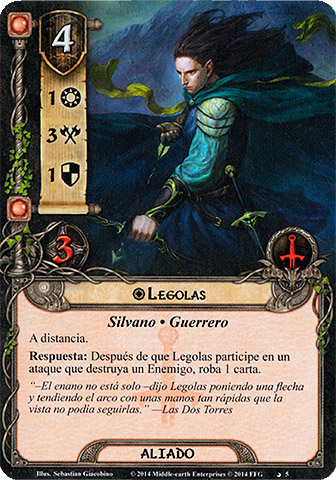 4
1
3
1
3
Legolas
Silvano • Guerrero
A distancia.
Respuesta: Después de que Legolas participe en un
ataque que destruya un Enemigo, roba 1 carta.
“–El enano no está solo –dijo Legolas poniendo una flecha
y tendiendo el arco con unas manos tan rápidas que la
vista no podía seguirlas.” —Las Dos Torres
ALIADO
Illus. Sebastian Giacobino © 2014 Middle-earth Enterprises © 2014 FFG 5